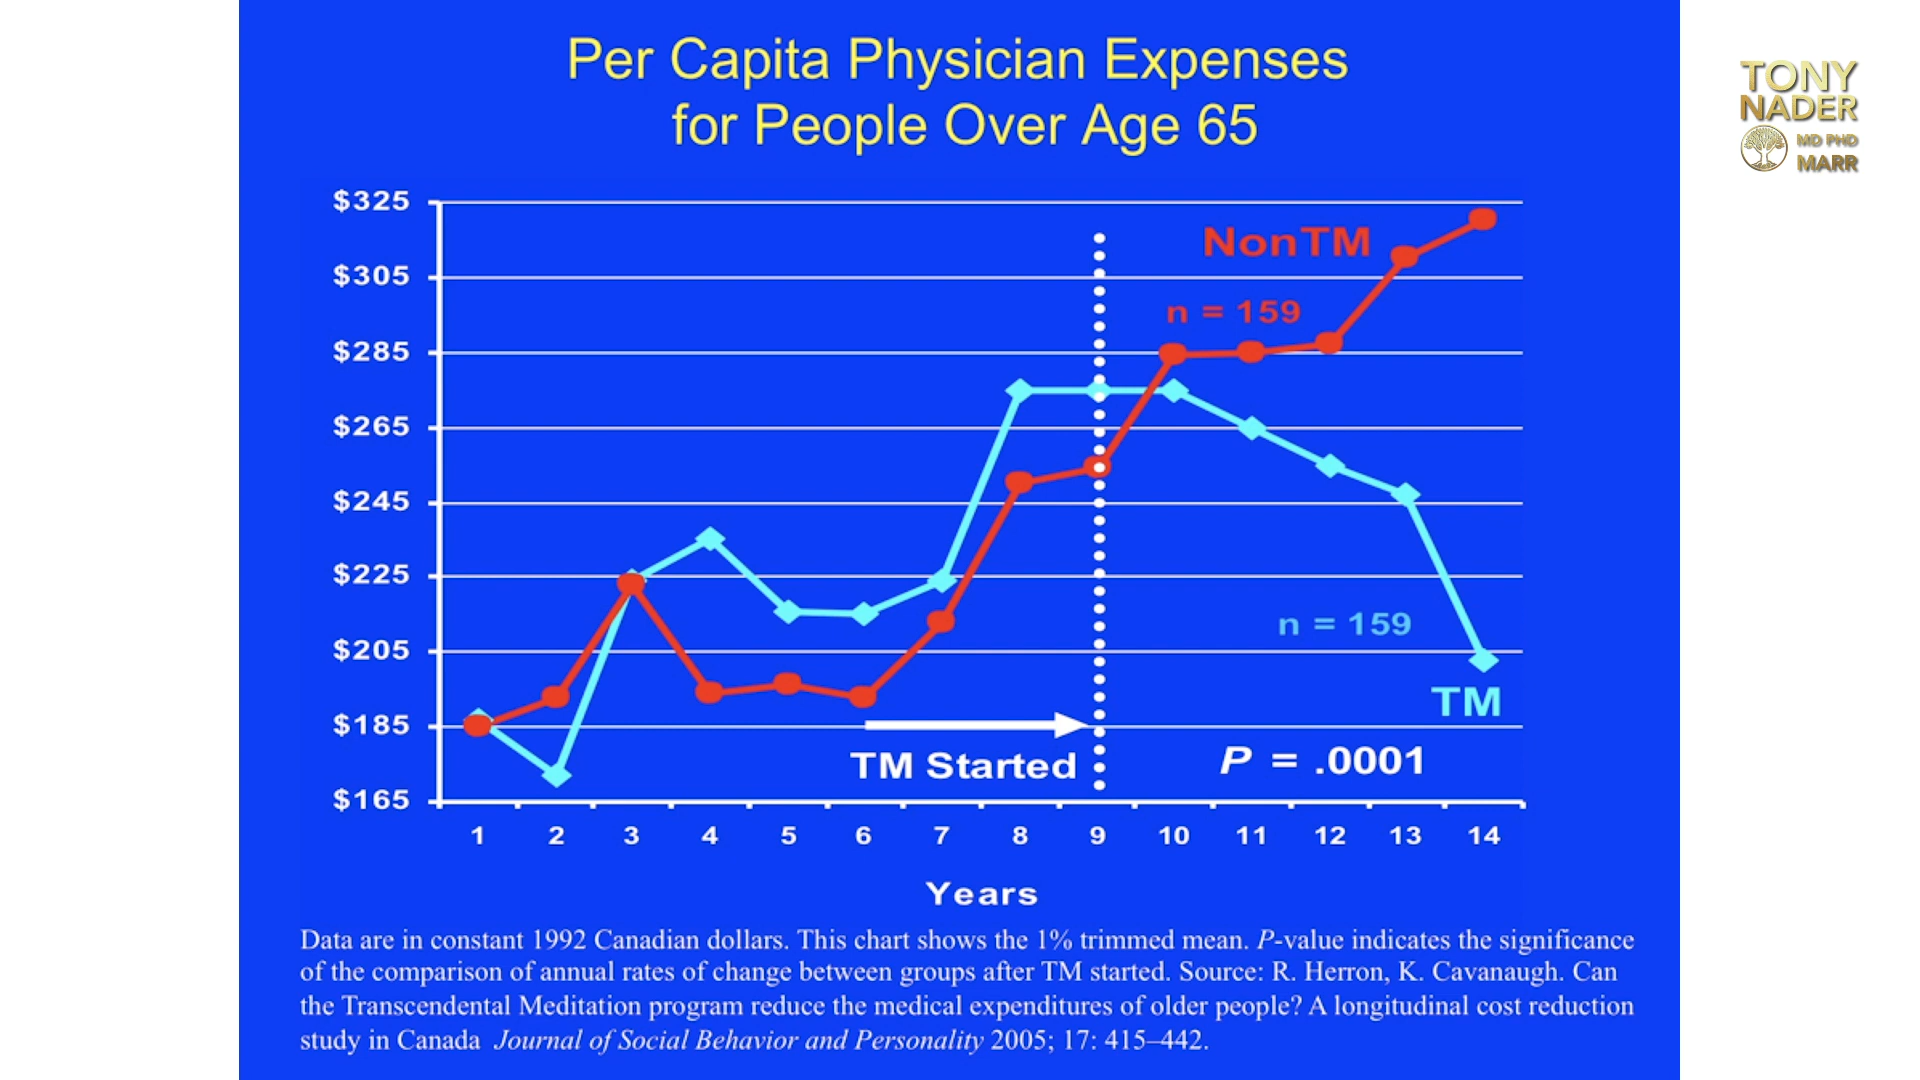 Per Capita Physician Expenses
for People Over Age 65
TONY
NADER
MD PHD
MARR
$325
$305
$285
$265
$245
$225
$205
$185
$165
NonTM
n = 159
n = 159
TM
TM Started
P = .0001
1 2 3 4 5 6 7 8 9 10 11 12 13 14
Years
Data are in constant 1992 Canadian dollars. This chart shows the 1% trimmed mean. P-value indicates the significance
of the comparison of annual rates of change between groups after TM started. Source: R. Herron, K. Cavanaugh. Can
the Transcendental Meditation program reduce the medical expenditures of older people? A longitudinal cost reduction
study in Canada Journal of Social Behavior and Personality 2005; 17: 415–442.